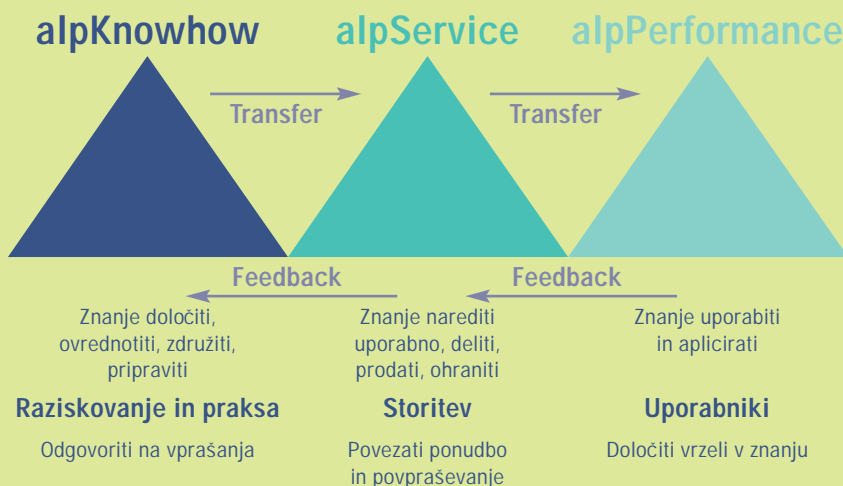 alpKnowhow alpService alpPerformance
Transfer Transfer
Feedback Feedback
Znanje določiti,
ovrednotiti, združiti,
pripraviti
Znanje narediti
uporabno, deliti,
prodati, ohraniti
Znanje uporabiti
in aplicirati
Raziskovanje in praksa
Storitev
Uporabniki
Odgovoriti na vprašanja
Povezati ponudbo
in povpraševanje
Določiti vrzeli v znanju